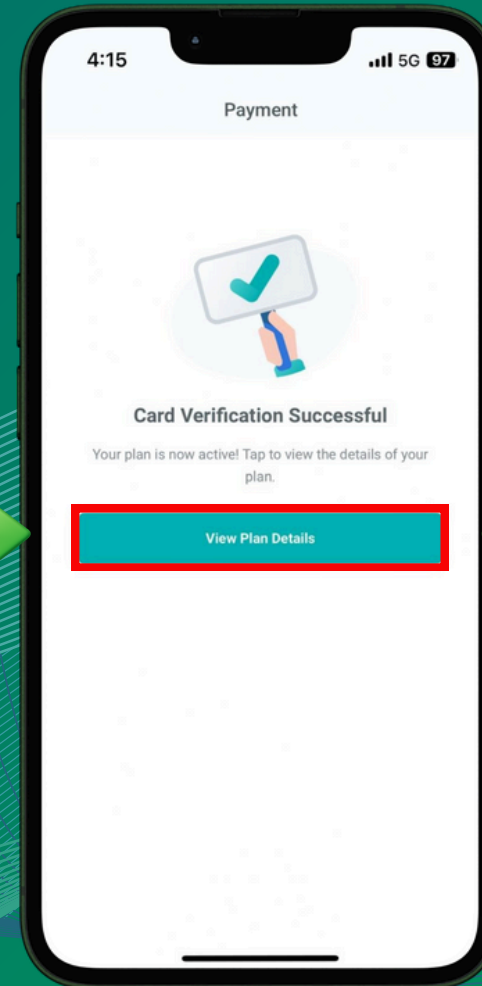 4:15
5G 97
Payment
Card Verification Successful
Your plan is now active! Tap to view the details of your
plan.
View Plan Details